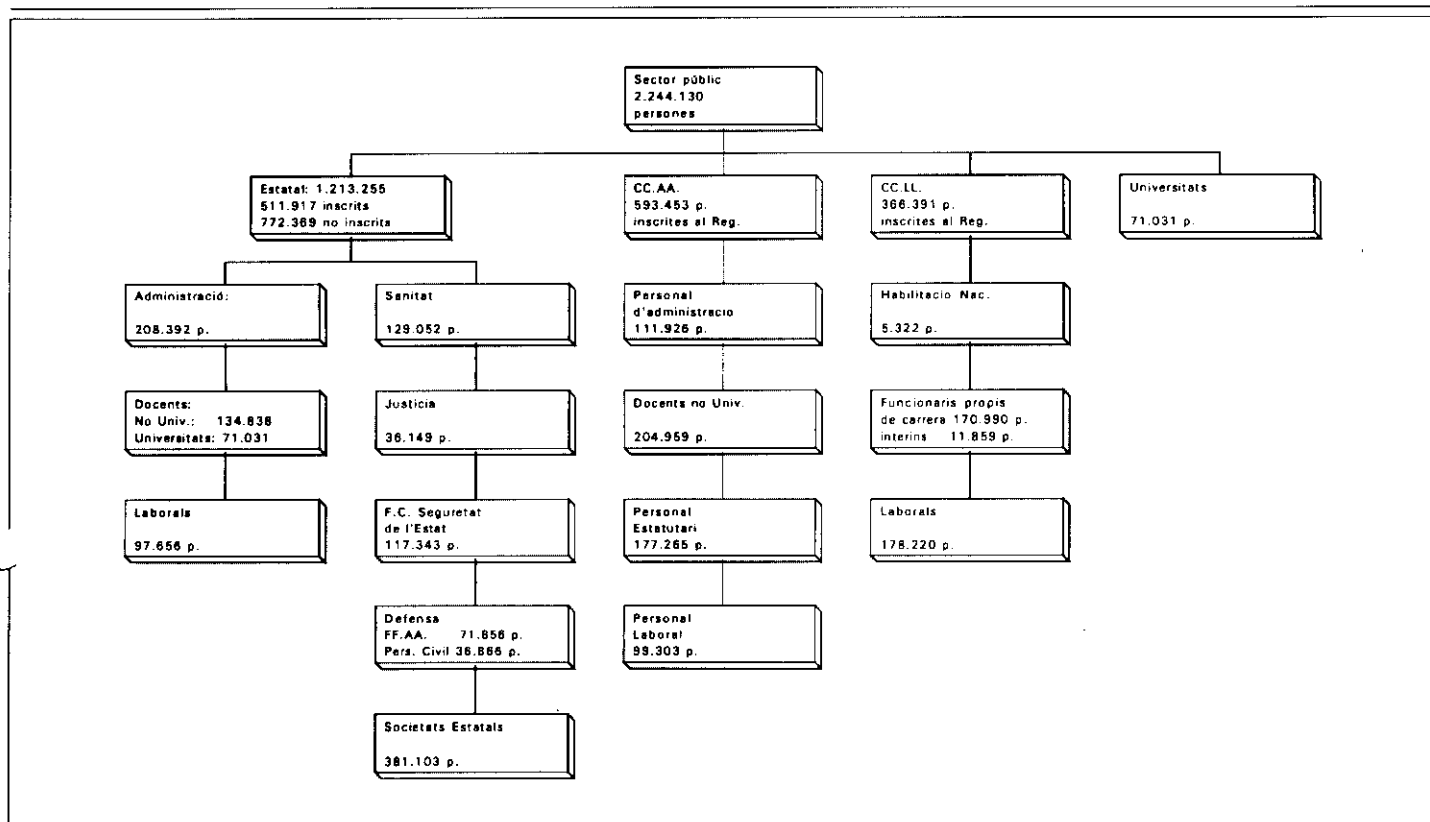 Sector públic
2.244.130
persones
Estatal: 1.213.255
511.917 inscrits
772.369 no inscrits
CC.AA.
593.453 p.
inscrites al Reg.
CC.LL.
366.391 p.
inscrites al Reg.
Universitats
71.031 p.
Administració:
208.392 p.
Sanitat
129.052 p.
Personal
d'administracio
111.926 p.
Habilitacio Nac.
5.322 p.
Docents:
No Univ.: 134.838
Universitats: 71.031
Justícia
36.149 p.
Docents no Univ.
204.959 p.
Funcionaris propis
de carrera 170.990 p.
interins 11.859 p.
Laborals
97.656 p.
F.C. Seguretat
de l'Estat
117.343 p.
Personal
Estatutari
177.265 p.
Laborals
178.220 p.
Defensa
FF.AA. 71.856 p.
Pers. Civil 36.866 p.
Personal
Laboral
99.303 p.
Societats Estatals
381.103 p.